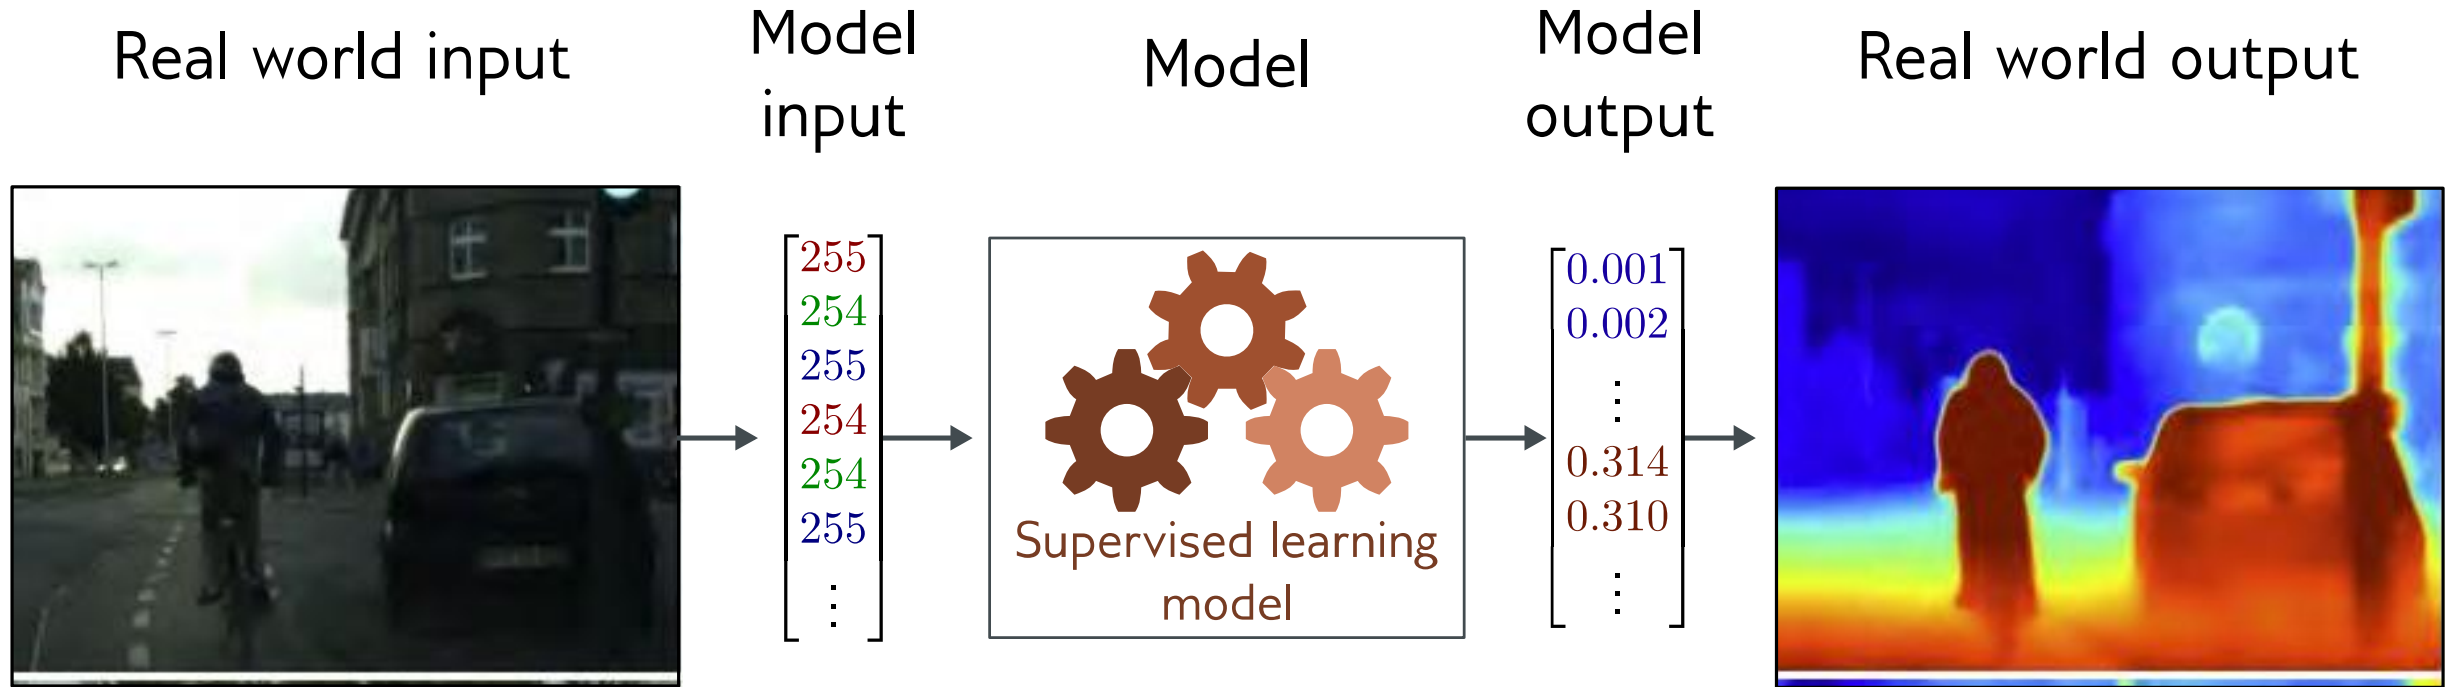 Real world input
Model
input
Model
Model
output
Real world output
255
254
255
254
254
255
⋮
Supervised learning
model
0.001
0.002
⋮
0.314
0.310
⋮